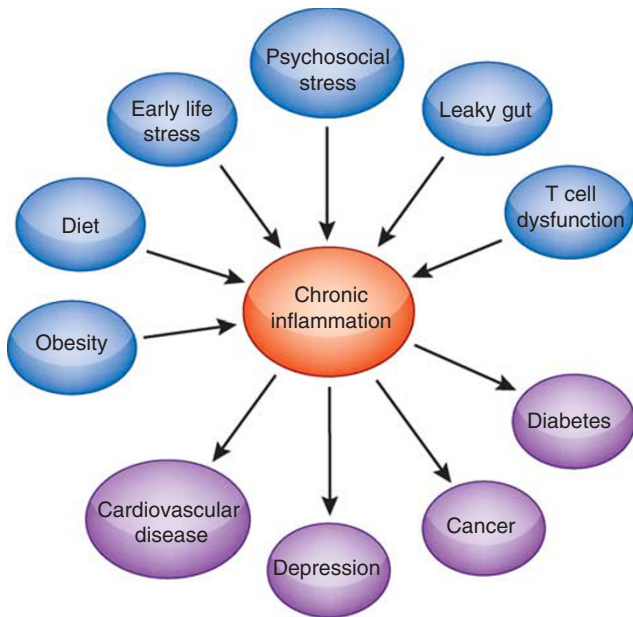 Psychosocial
stress
Early life
stress
Leaky gut
T cell
dysfunction
Diet
Obesity
Chronic
inflammation
Diabetes
Cardiovascular
disease
Cancer
Depression